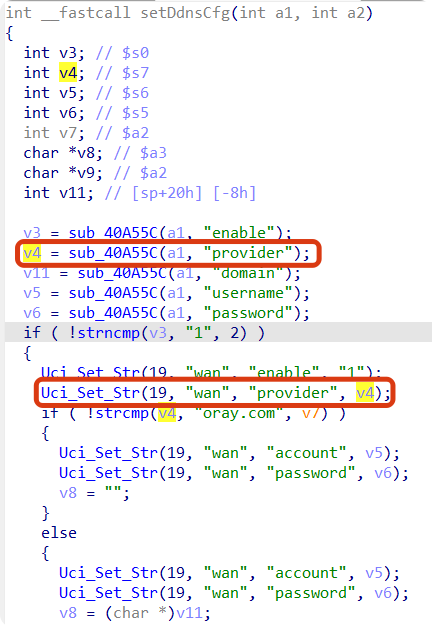 int __fastcall setDdnsCfg(int a1, int a2)
{
int v3; // $s0
int v4; // $s7
int v5; // $s6
int v6; // $s5
int v7; // $a2
char *v8; // $a3
char *v9; // $a2
int v11; // [sp+20h] [-8h]
v3 = sub_40A55C(a1, "enable");
v4 = sub_40A55C(a1, "provider");
v11 = sub_40A55C(a1, "domain");
v5 = sub_40A55C(a1, "username");
v6 = sub_40A55C(a1, "password");
if ( !strncmp(v3, "1", 2) )
{
Uci_Set_Str(19, "wan", "enable", "1");
Uci_Set_Str(19, "wan", "provider", v4);
if ( !strcmp(v4, "oray.com", v7) )
{
Uci_Set_Str(19, "wan", "account", v5);
Uci_Set_Str(19, "wan", "password", v6);
v8 = "";
}
else
{
Uci_Set_Str(19, "wan", "account", v5);
Uci_Set_Str(19, "wan", "password", v6);
v8 = (char *)v11;